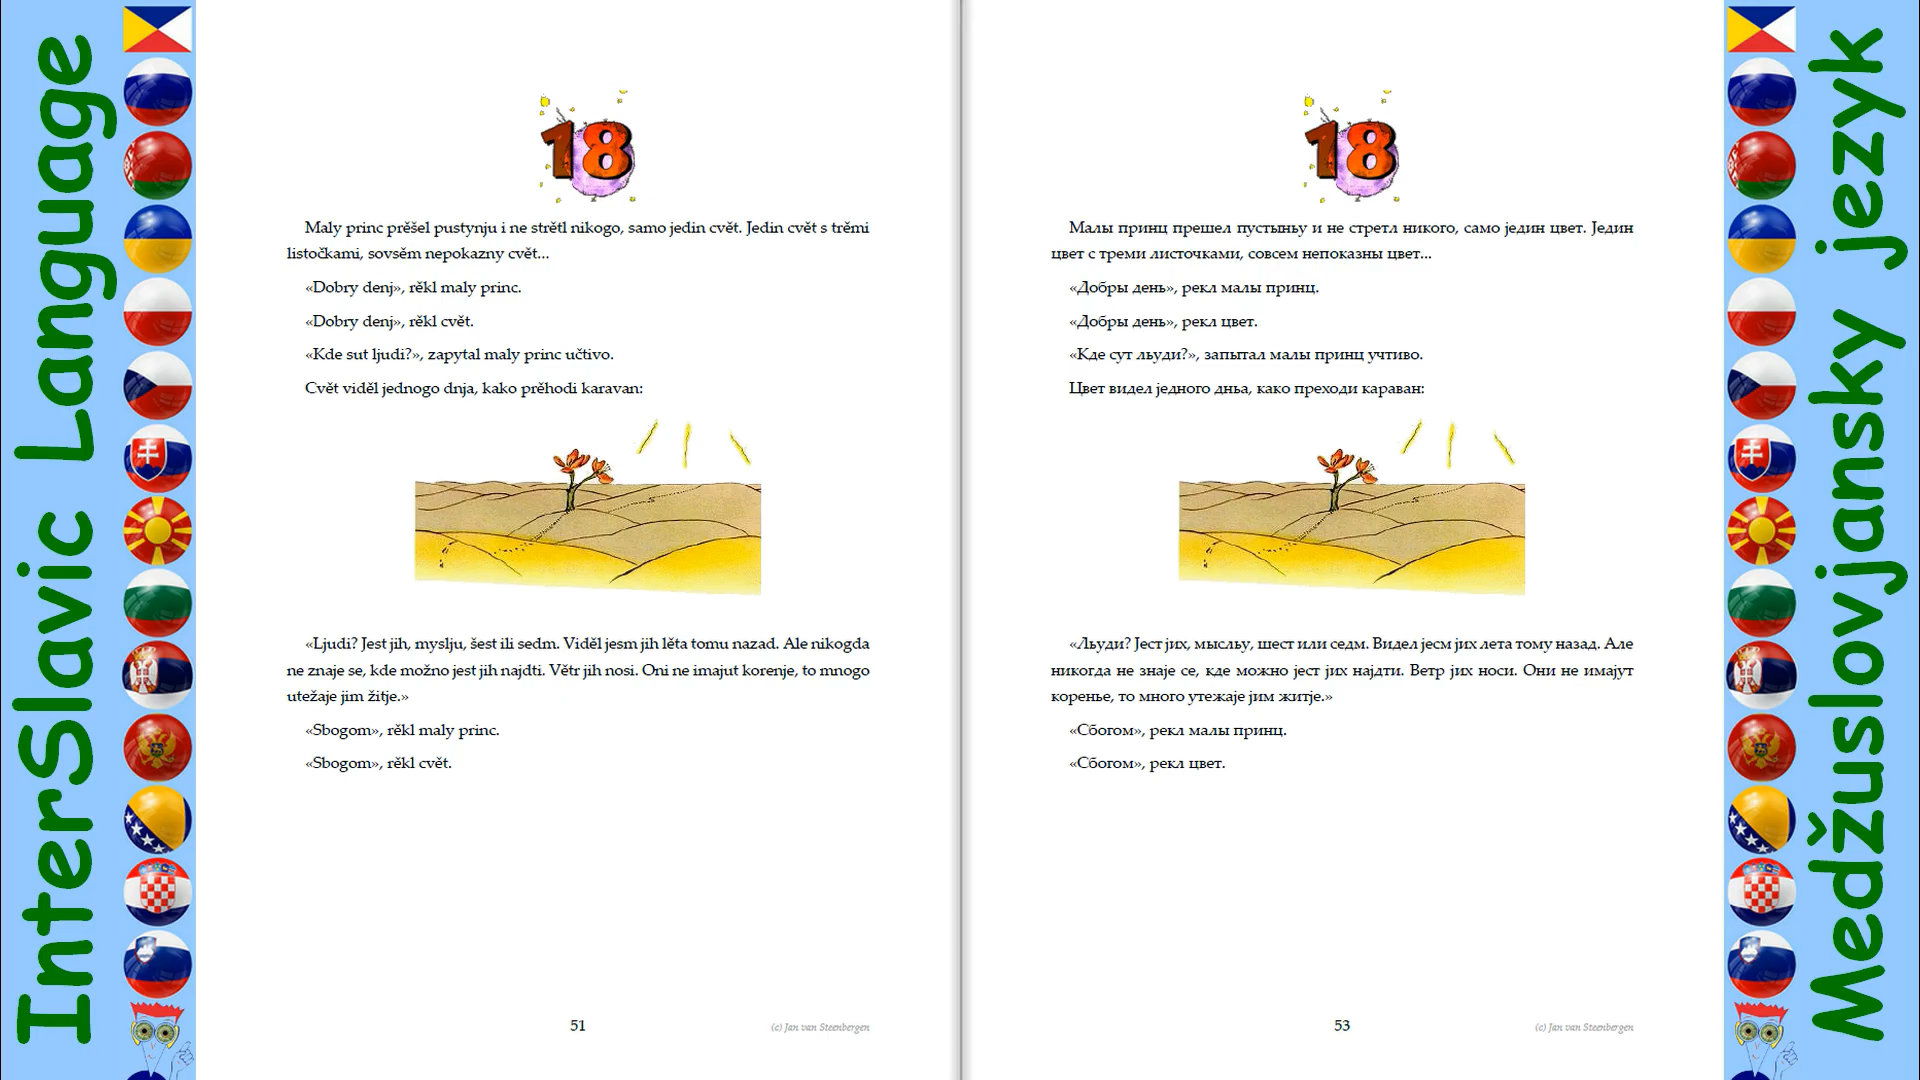 InterSlavic Language
18
Maly princ prěšel pustynju i ne strětl nikogo, samo jedin cvět. Jedin cvět s trěmi
listočkami, sovsěm nepokazny cvět...
«Dobry denj», rěkl maly princ.
«Dobry denj», rěkl cvět.
«Kde sut ljudi?», zapytal maly princ učtivo.
Cvět viděl jednogo dnja, kako prěhodi karavan:
«Ljudi? Jest jih, myslju, šest ili sedm. Viděl jesm jih lěta tomu nazad. Ale nikogda
ne znaje se, kde možno jest jih najdti. Větr jih nosi. Oni ne imajut korenje, to mnogo
utežaje jim žitje.»
«Sbogom», rěkl maly princ.
«Sbogom», rěkl cvět.
51
(c) Jan van Steenbergen
18
Малы принц прешел пустыньу и не стретл никого, само једин цвет. Једин
цвет с треми листочками, совсем непоказны цвет...
«Добры день», рекл малы принц.
«Добры день», рекл цвет.
«Кде сут льуди?», запытал малы принц учтиво.
Цвет видел једного дньа, како преходи караван:
«Льуди? Јест јих, мысльу, шест или седм. Видел јесм јих лета тому назад. Але
никогда не знаје се, кде можно јест јих најдти. Ветр јих носи. Они не имајут
коренье, то много утежаје јим житје.»
«Сбогом», рекл малы принц.
«Сбогом», рекл цвет.
53
(c) Jan van Steenbergen
Medžuslovjansky jezyk